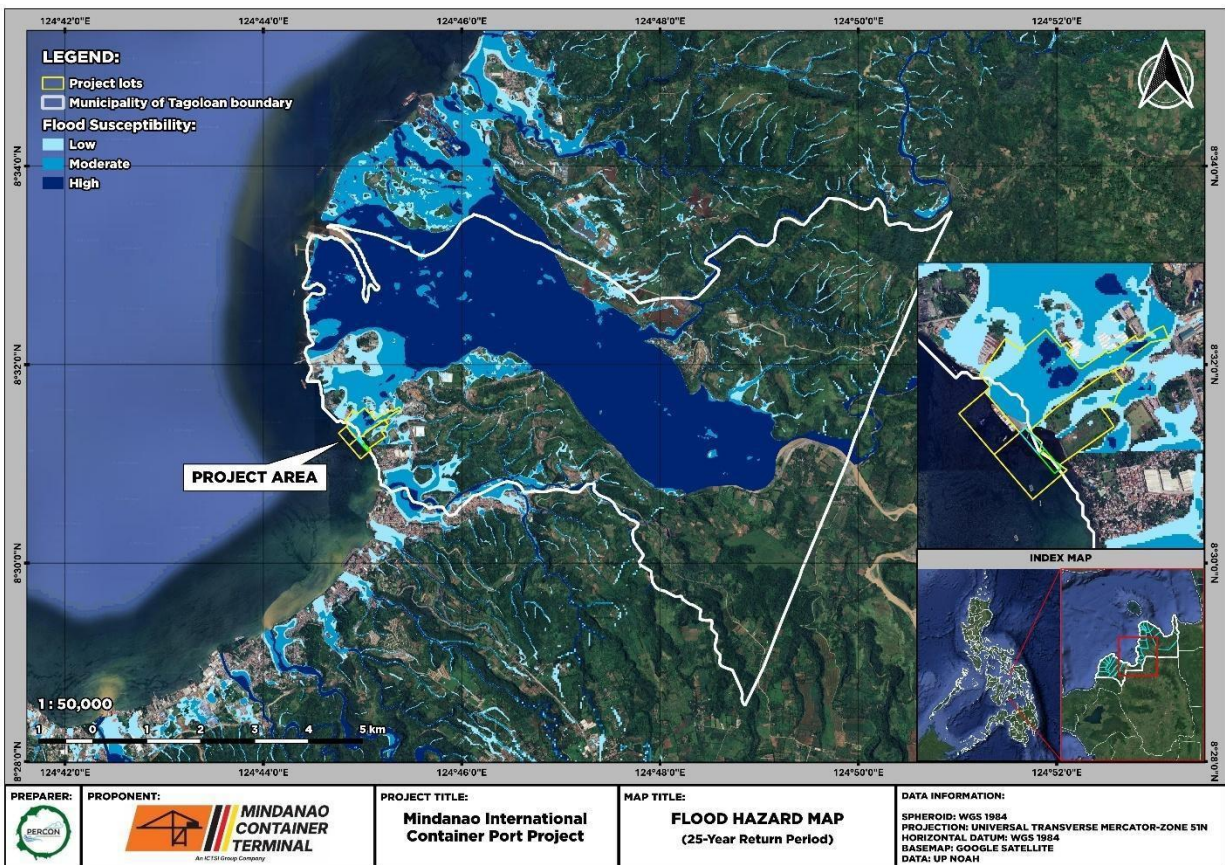 124°42'0"E 124°44'0"E 124°46'0"E 124°48'0"E 124°50'0"E 124°52'0"E
LEGEND:
Project lots
Municipality of Tagoloan boundary
Flood Susceptibility:
Low
Moderate
High
8°34'0"N 8°34'0"N
8°32'0"N 8°32'0"N
PROJECT AREA
INDEX MAP
8°30'0"N 8°30'0"N
1 : 50,000
1 0 1 2 3 4 5 km
8°28'0"N 8°28'0"N
124°42'0"E 124°44'0"E 124°46'0"E 124°48'0"E 124°50'0"E 124°52'0"E
PREPARER:
PERCON
PROPONENT:
MINDANAO
CONTAINER
TERMINAL
An ICTSI Group Company
PROJECT TITLE:
Mindanao International
Container Port Project
MAP TITLE:
FLOOD HAZARD MAP
(25-Year Return Period)
DATA INFORMATION:
SPHEROID: WGS 1984
PROJECTION: UNIVERSAL TRANSVERSE MERCATOR-ZONE 51N
HORIZONTAL DATUM: WGS 1984
BASEMAP: GOOGLE SATELLITE
DATA: UP NOAH